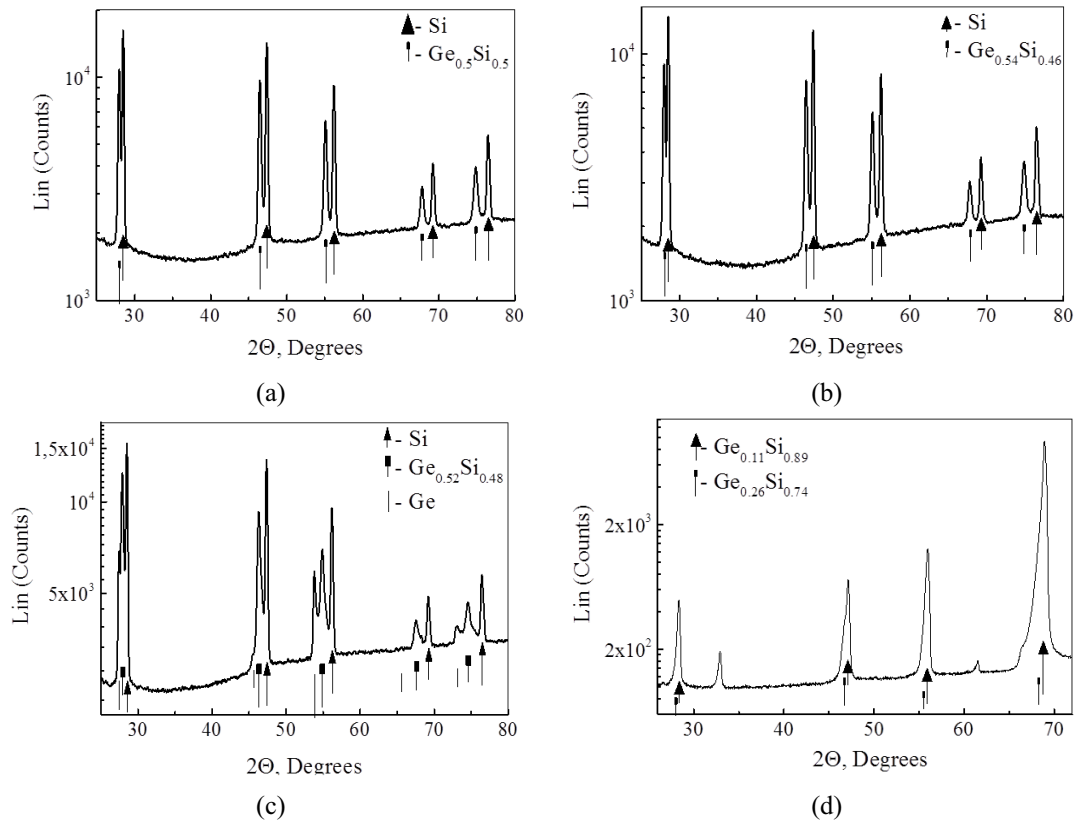 - Si
- Ge0.5Si0.5
10^4
10^3
Lin (Counts)
30 40 50 60 70 80
2Θ, Degrees
(a)
- Si
- Ge0.54Si0.46
10^4
10^3
Lin (Counts)
30 40 50 60 70 80
2Θ, Degrees
(b)
- Si
- Ge0.52Si0.48
- Ge
1,5x10^4
10^4
5x10^3
Lin (Counts)
30 40 50 60 70 80
2Θ, Degrees
(c)
- Ge0.11Si0.89
- Ge0.26Si0.74
2x10^3
2x10^2
Lin (Counts)
30 40 50 60 70
2Θ, Degrees
(d)